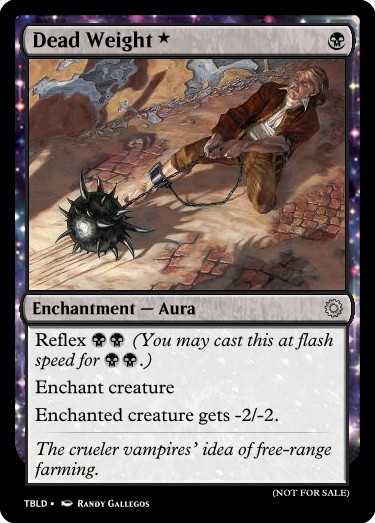 Dead Weight ★
Enchantment — Aura
Reflex (You may cast this at flash
speed for .)
Enchant creature
Enchanted creature gets -2/-2.
The crueler vampires' idea of free-range
farming.
(NOT FOR SALE)
TBLD • Randy Gallegos